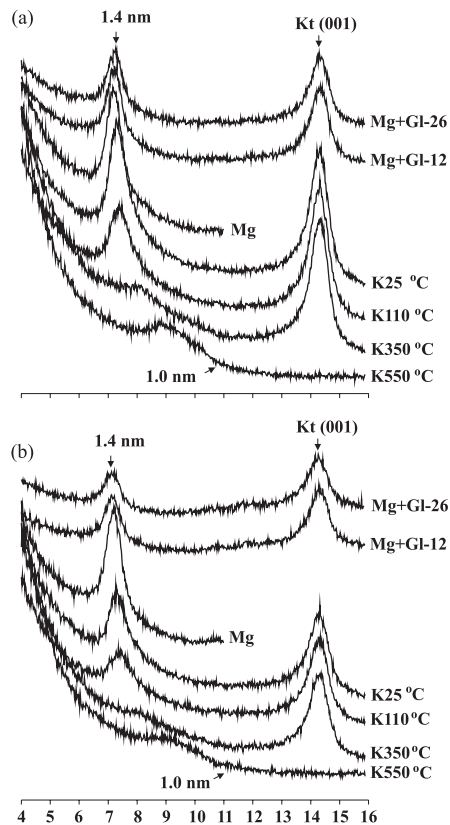 (a)
1.4 nm
Kt (001)
Mg+Gl-26
Mg+Gl-12
Mg
K25 °C
K110 °C
K350 °C
1.0 nm
K550 °C
(b)
1.4 nm
Kt (001)
Mg+Gl-26
Mg+Gl-12
Mg
K25 °C
K110 °C
K350 °C
1.0 nm
K550 °C
4 5 6 7 8 9 10 11 12 13 14 15 16